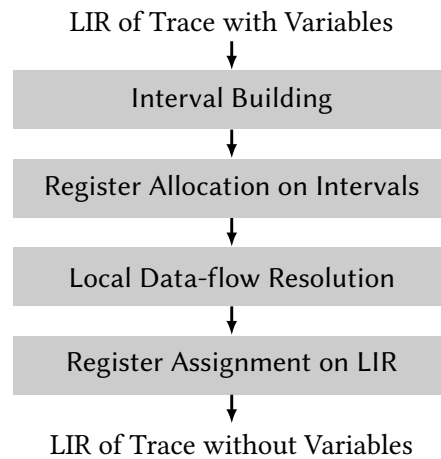 LIR of Trace with Variables
Interval Building
Register Allocation on Intervals
Local Data-flow Resolution
Register Assignment on LIR
LIR of Trace without Variables